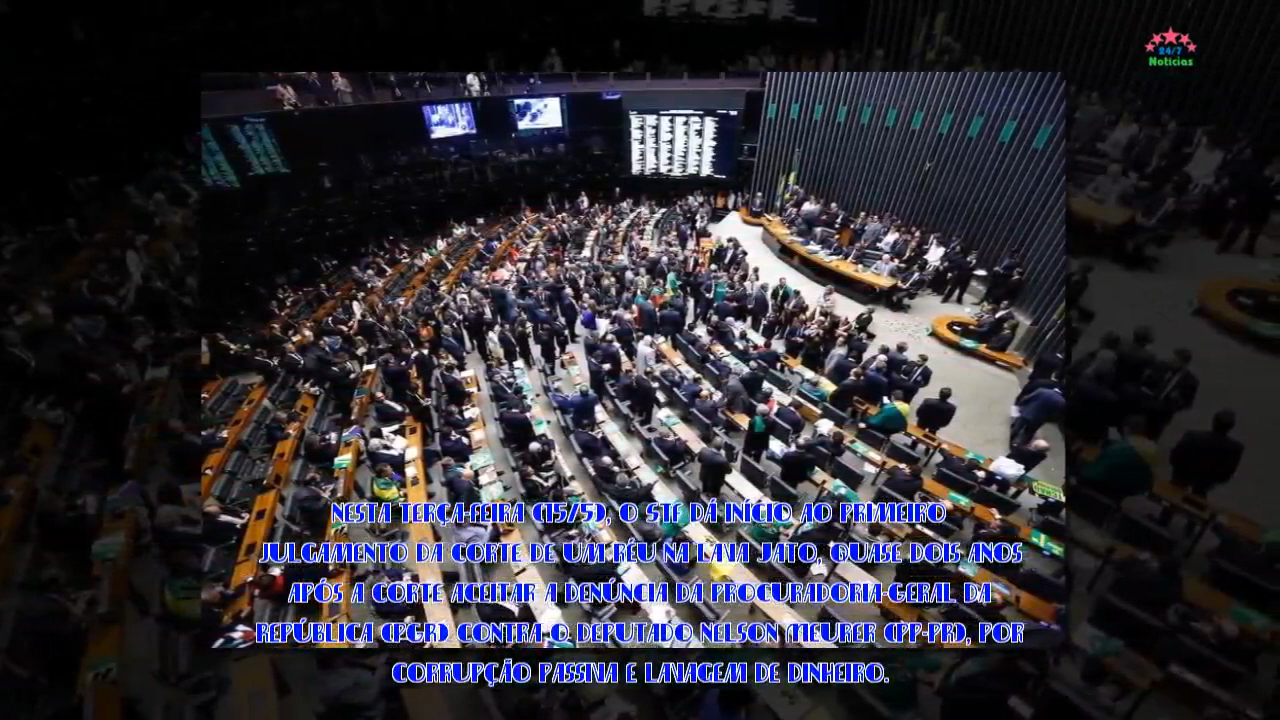 24/7
Notícias
NESTA TERÇA-FEIRA (15/5), O STF DÁ INÍCIO AO PRIMEIRO
JULGAMENTO DA CORTE DE UM RÉU NA LAVA JATO, QUASE DOIS ANOS
APÓS A CORTE ACEITAR A DENÚNCIA DA PROCURADORIA-GERAL DA
REPÚBLICA (PGR) CONTRA O DEPUTADO NELSON MEURER (PP-PR), POR
CORRUPÇÃO PASSIVA E LAVAGEM DE DINHEIRO.